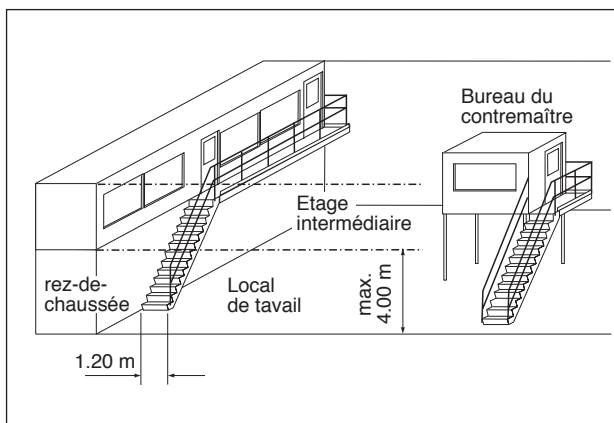 Bureau du
contremaître
Etage
intermédiaire
rez-de-
chaussée
Local
de tavail
max.
4.00 m
1.20 m